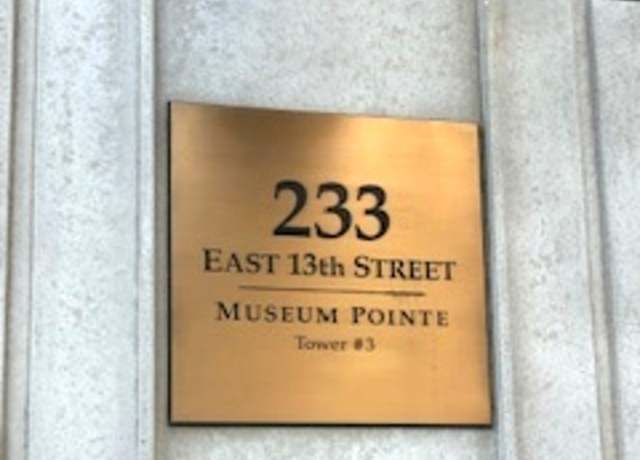 233
EAST 13th STREET
MUSEUM POINTE
Tower #3